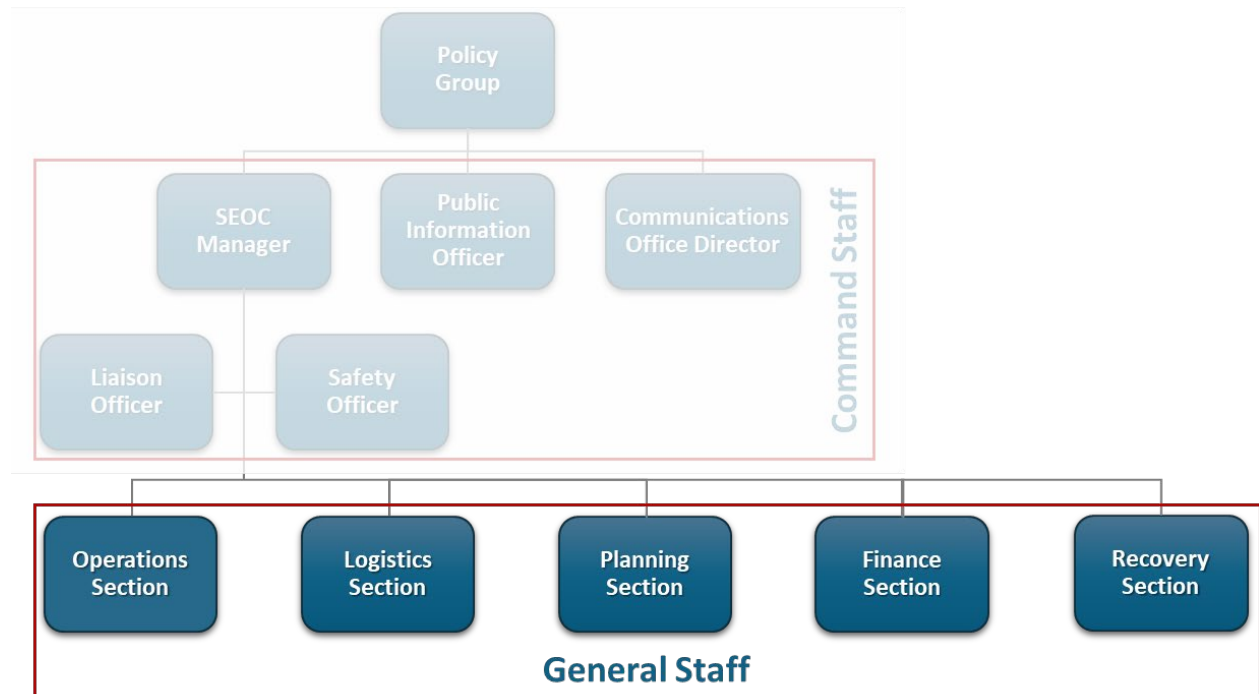 Policy
Group
SEOC
Manager
Public
Information
Officer
Communications
Office Director
Command Staff
Liaison
Officer
Safety
Officer
Operations
Section
Logistics
Section
Planning
Section
Finance
Section
Recovery
Section
General Staff